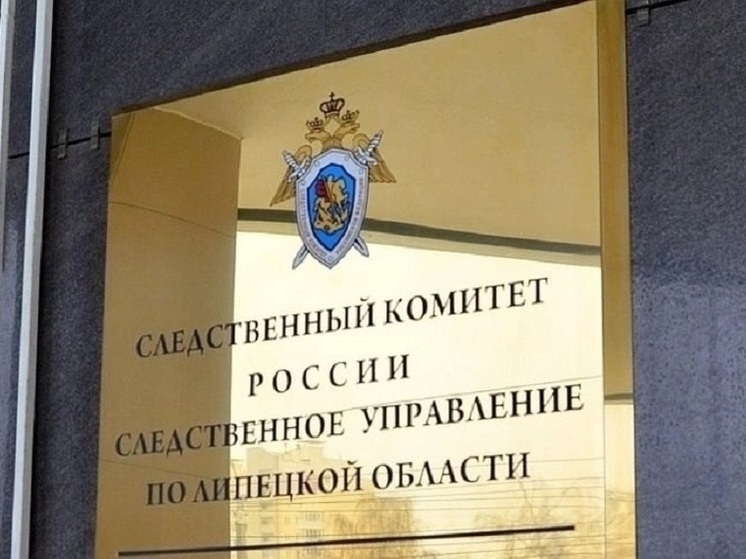 СЛЕДСТВЕННЫЙ КОМИТЕТ
РОССИИ
СЛЕДСТВЕННОЕ УПРАВЛЕНИЕ
ПО ЛИПЕЦКОЙ ОБЛАСТИ